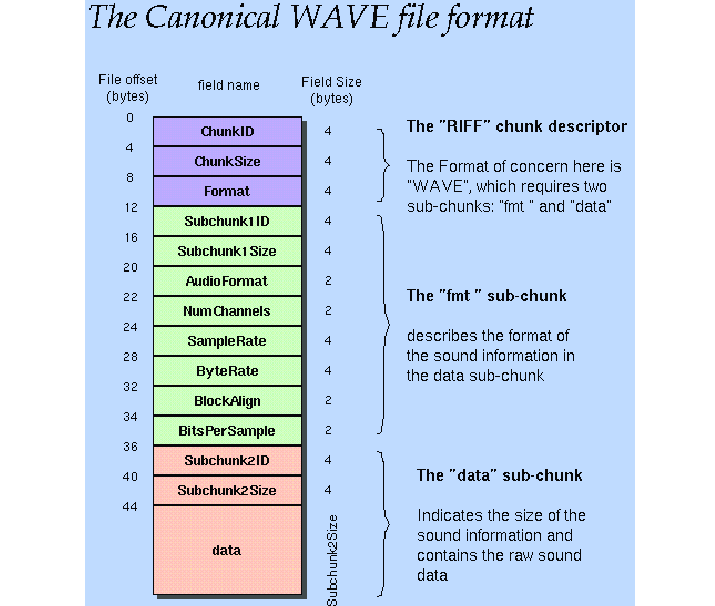 The Canonical WAVE file format
File offset
(bytes)
field name
Field Size
(bytes)
0
ChunkID
4
4
ChunkSize
4
8
Format
4
12
Subchunk1ID
4
16
Subchunk1Size
4
20
AudioFormat
2
22
NumChannels
2
24
SampleRate
4
28
ByteRate
4
32
BlockAlign
2
34
BitsPerSample
2
36
Subchunk2ID
4
40
Subchunk2Size
4
44
data
Subchunk2Size
The "RIFF" chunk descriptor
The Format of concern here is
"WAVE", which requires two
sub-chunks: "fmt " and "data"
The "fmt " sub-chunk
describes the format of
the sound information in
the data sub-chunk
The "data" sub-chunk
Indicates the size of the
sound information and
contains the raw sound
data